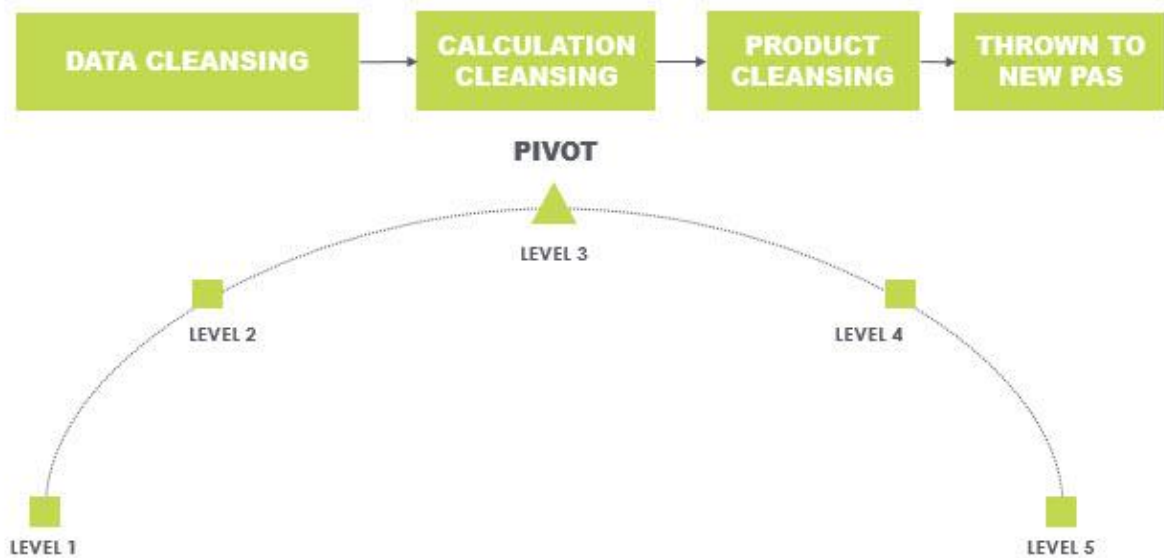 DATA CLEANSING
CALCULATION
CLEANSING
PRODUCT
CLEANSING
THROWN TO
NEW PAS
PIVOT
LEVEL 3
LEVEL 2
LEVEL 4
LEVEL 1
LEVEL 5